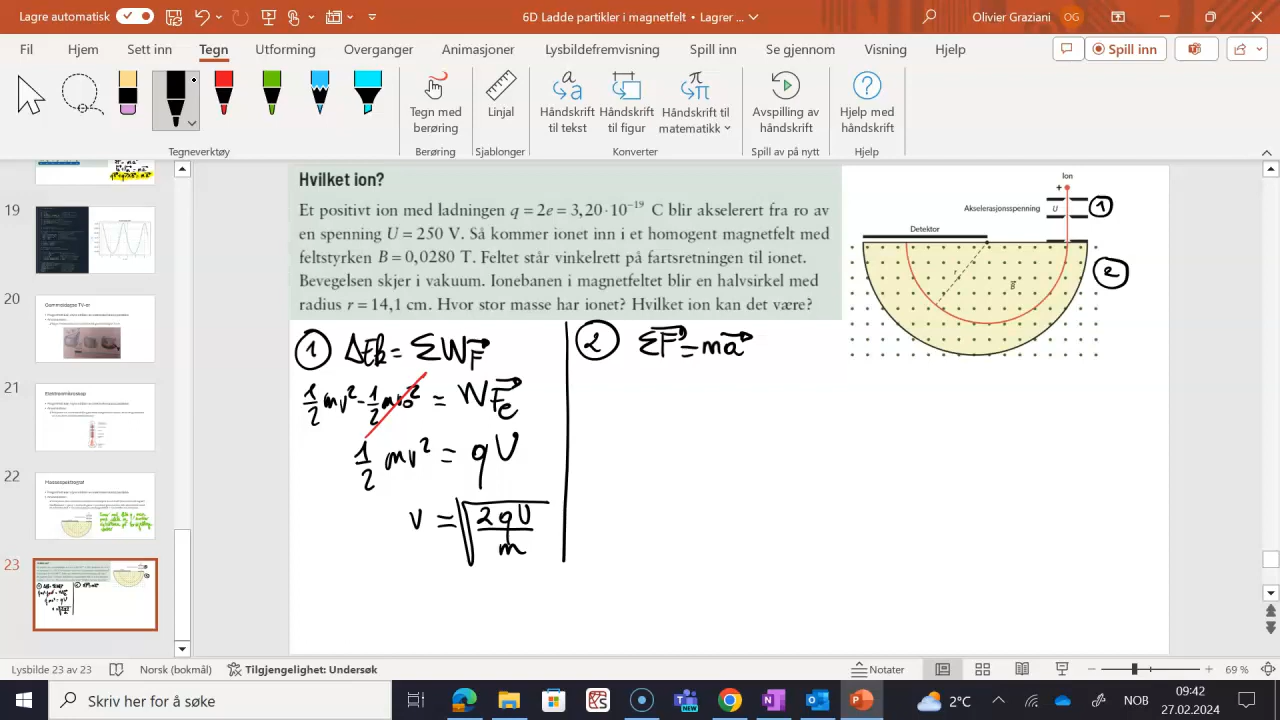 Lagre automatisk
6D Ladde partikler i magnetfelt • Lagrer ...
Olivier Graziani OG
Fil Hjem Sett inn Tegn Utforming Overganger Animasjoner Lysbildefremvisning Spill inn Se gjennom Visning Hjelp Spill inn
Tegn med berøring
Linjal
Håndskrift til tekst
Håndskrift til figur
Håndskrift til matematikk
Avspilling av håndskrift
Hjelp med håndskrift
Tegneverktøy Berøring Sjablonger Konverter Spill av på nytt Hjelp
19
20
21
22
23
Hvilket ion?
Et positivt ion med ladningen q = 2e = 3,20·10⁻¹⁹ C blir akselerert fra ro av
en spenning U = 250 V. Så kommer ionet inn i et homogent magnetfelt med
feltstyrken B = 0,0280 T. Feltet står vinkelrett på fartsretningen til ionet.
Bevegelsen skjer i vakuum. Ionebanen i magnetfeltet blir en halvsirkel med
radius r = 14,1 cm. Hvor stor masse har ionet? Hvilket ion kan det være?
Ion
+
Akselerasjonsspenning U ①
Detektor
②
① ΔEk = ΣWF⃗
½mv² - ½mv₀² = WF⃗e
½ mv² = qU
v = √(2qU/m)
② ΣF⃗ = ma⃗
Lysbilde 23 av 23 Norsk (bokmål) Tilgjengelighet: Undersøk Notater 69 %
Skriv her for å søke
NEW
2°C
NOB
09:42
27.02.2024